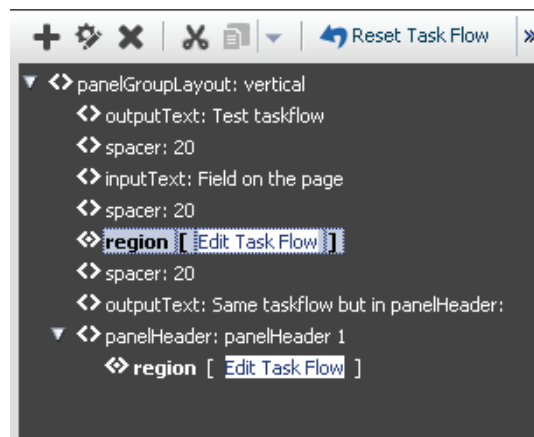 Reset Task Flow
panelGroupLayout: vertical
outputText: Test taskflow
spacer: 20
inputText: Field on the page
spacer: 20
region [ Edit Task Flow ]
spacer: 20
outputText: Same taskflow but in panelHeader:
panelHeader: panelHeader 1
region [ Edit Task Flow ]